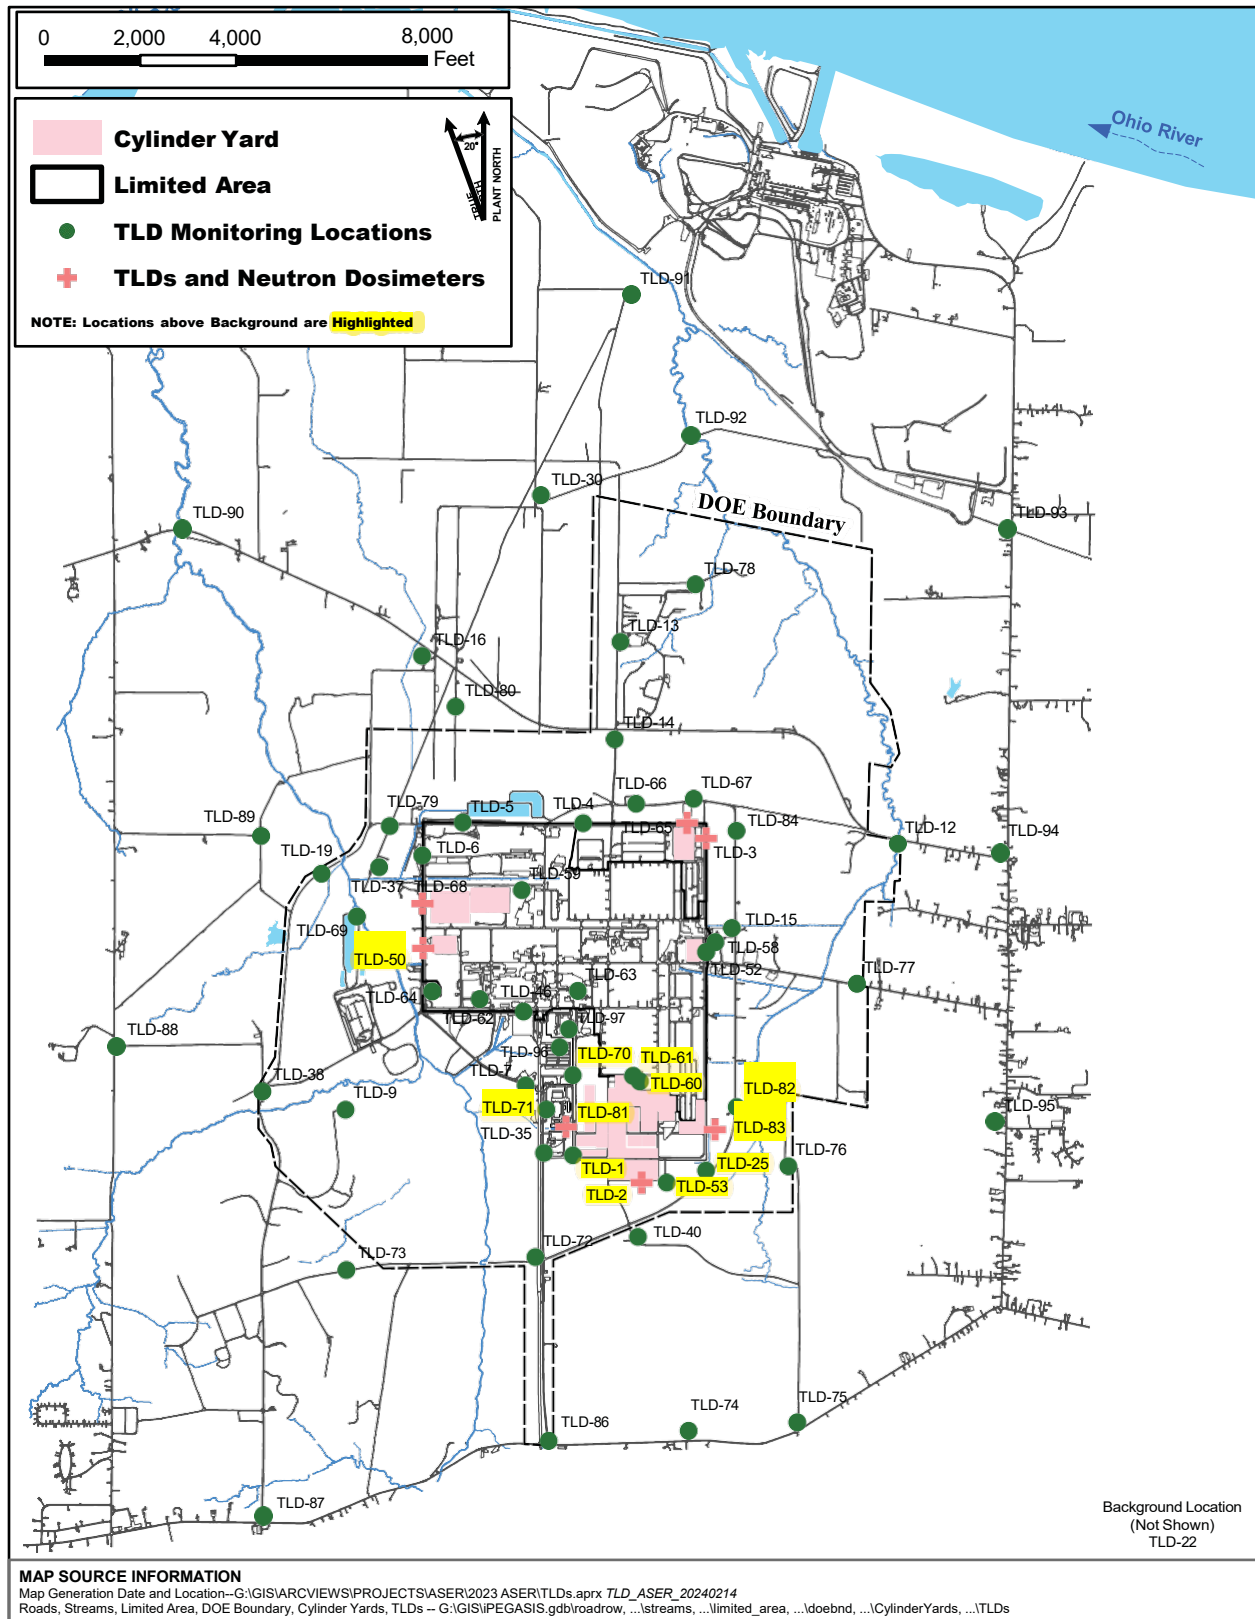 0 2,000 4,000 8,000
Feet
Cylinder Yard
Limited Area
TLD Monitoring Locations
TLDs and Neutron Dosimeters
NOTE: Locations above Background are Highlighted
20°
TRUE
PLANT NORTH
Ohio River
TLD-91
TLD-92
TLD-30
DOE Boundary
TLD-90
TLD-93
TLD-78
TLD-13
TLD-16
TLD-80
TLD-14
TLD-66
TLD-67
TLD-79
TLD-5
TLD-4
TLD-89
TLD-65
TLD-84
TLD-12
TLD-94
TLD-6
TLD-3
TLD-19
TLD-37
TLD-68
TLD-59
TLD-69
TLD-15
TLD-58
TLD-50
TLD-52
TLD-63
TLD-77
TLD-64
TLD-46
TLD-62
TLD-97
TLD-88
TLD-96
TLD-70
TLD-61
TLD-7
TLD-60
TLD-38
TLD-82
TLD-9
TLD-71
TLD-81
TLD-83
TLD-95
TLD-35
TLD-76
TLD-1
TLD-25
TLD-53
TLD-2
TLD-40
TLD-72
TLD-73
TLD-75
TLD-74
TLD-86
TLD-87
Background Location
(Not Shown)
TLD-22
MAP SOURCE INFORMATION
Map Generation Date and Location--G:\GIS\ARCVIEWS\PROJECTS\ASER\2023 ASER\TLDs.aprx TLD_ASER_20240214
Roads, Streams, Limited Area, DOE Boundary, Cylinder Yards, TLDs -- G:\GIS\iPEGASIS.gdb\roadrow, ...\streams, ...\limited_area, ...\doebnd, ...\CylinderYards, ...\TLDs